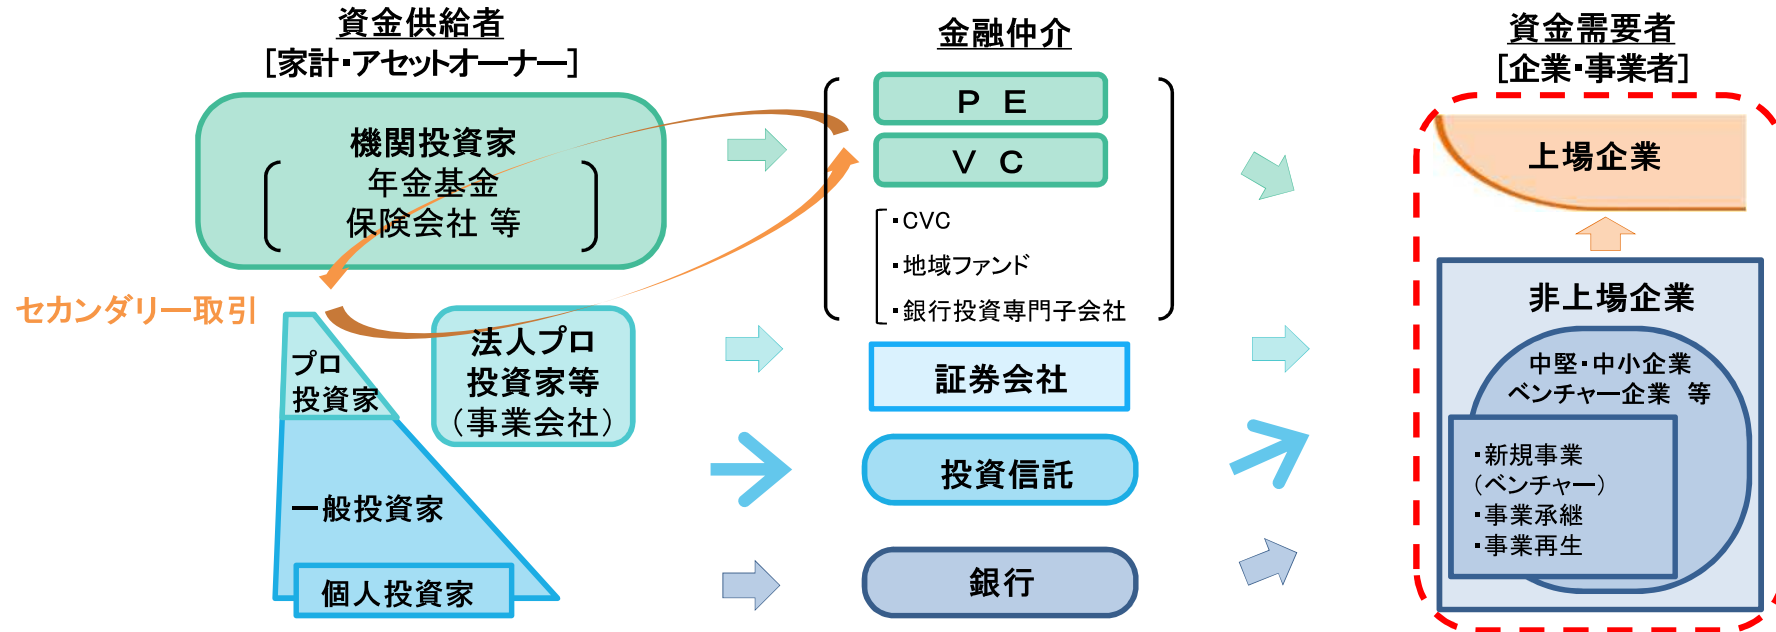 資金供給者
[家計・アセットオーナー]
機関投資家
年金基金
保険会社 等
セカンダリー取引
プロ
投資家
法人プロ
投資家等
（事業会社）
一般投資家
個人投資家
金融仲介
ＰＥ
ＶＣ
・CVC
・地域ファンド
・銀行投資専門子会社
証券会社
投資信託
銀行
資金需要者
[企業・事業者]
上場企業
非上場企業
中堅・中小企業
ベンチャー企業 等
・新規事業
（ベンチャー）
・事業承継
・事業再生